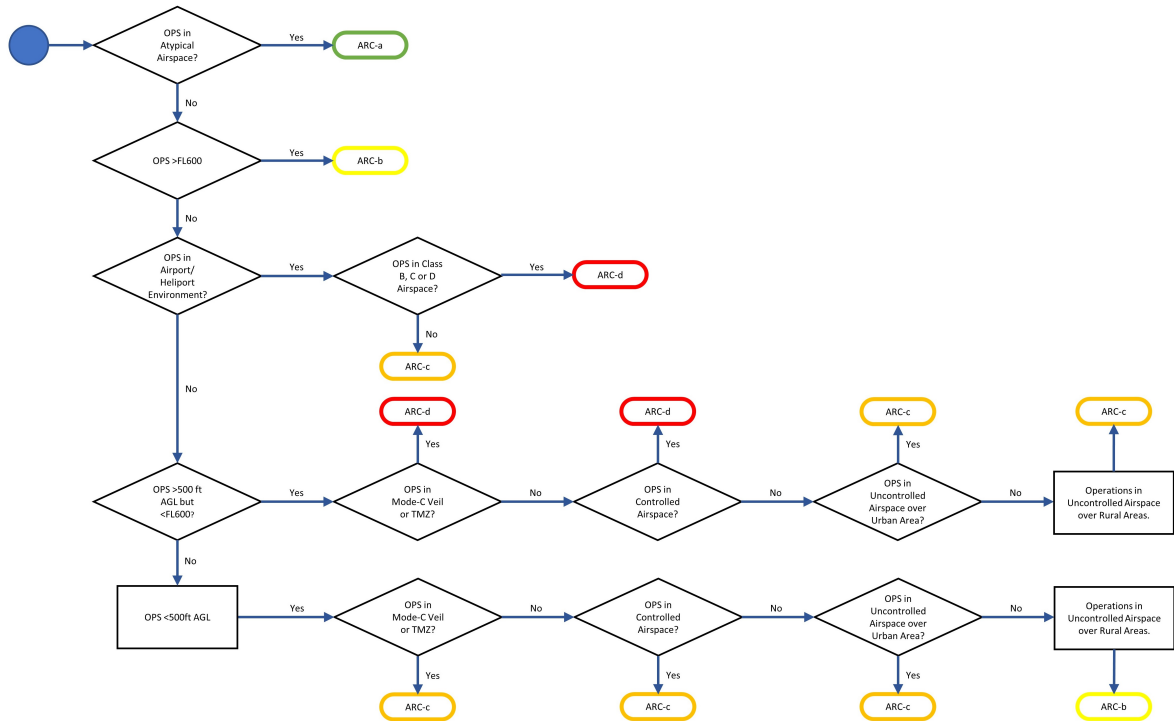 OPS in
Atypical
Airspace?
Yes
ARC-a
No
OPS >FL600
Yes
ARC-b
No
OPS in
Airport/
Heliport
Environment?
Yes
OPS in Class
B, C or D
Airspace?
Yes
ARC-d
No
ARC-c
No
ARC-d
ARC-d
ARC-c
ARC-c
Yes
Yes
Yes
OPS >500 ft
AGL but
<FL600?
Yes
OPS in
Mode-C Veil
or TMZ?
No
OPS in
Controlled
Airspace?
No
OPS in
Uncontrolled
Airspace over
Urban Area?
No
Operations in
Uncontrolled Airspace
over Rural Areas.
No
OPS <500ft AGL
Yes
OPS in
Mode-C Veil
or TMZ?
No
OPS in
Controlled
Airspace?
No
OPS in
Uncontrolled
Airspace over
Urban Area?
No
Operations in
Uncontrolled Airspace
over Rural Areas.
Yes
Yes
Yes
ARC-c
ARC-c
ARC-c
ARC-b